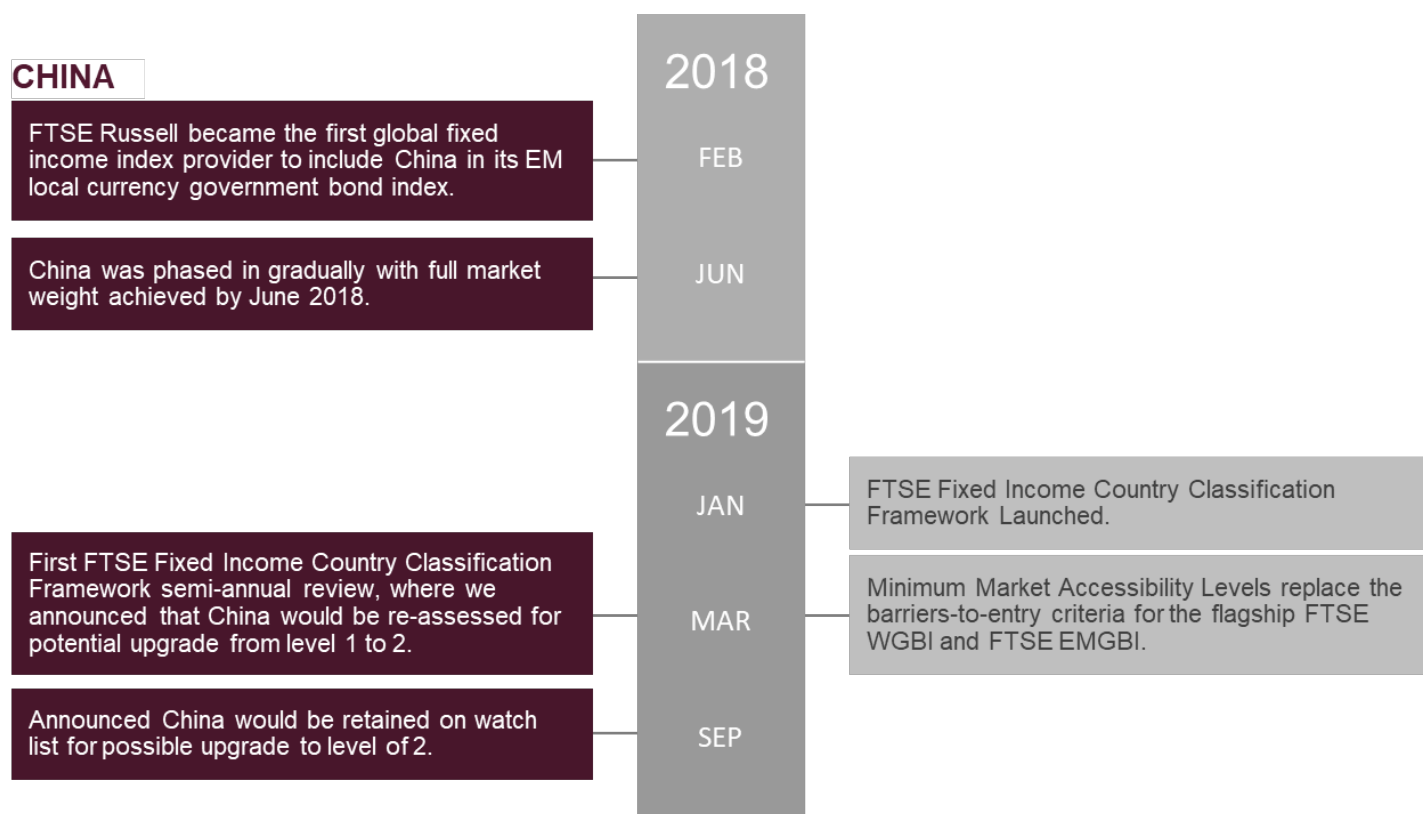 CHINA
2018
FTSE Russell became the first global fixed
income index provider to include China in its EM
local currency government bond index.
FEB
China was phased in gradually with full market
weight achieved by June 2018.
JUN
2019
JAN
FTSE Fixed Income Country Classification
Framework Launched.
First FTSE Fixed Income Country Classification
Framework semi-annual review, where we
announced that China would be re-assessed for
potential upgrade from level 1 to 2.
MAR
Minimum Market Accessibility Levels replace the
barriers-to-entry criteria for the flagship FTSE
WGBI and FTSE EMGBI.
Announced China would be retained on watch
list for possible upgrade to level of 2.
SEP